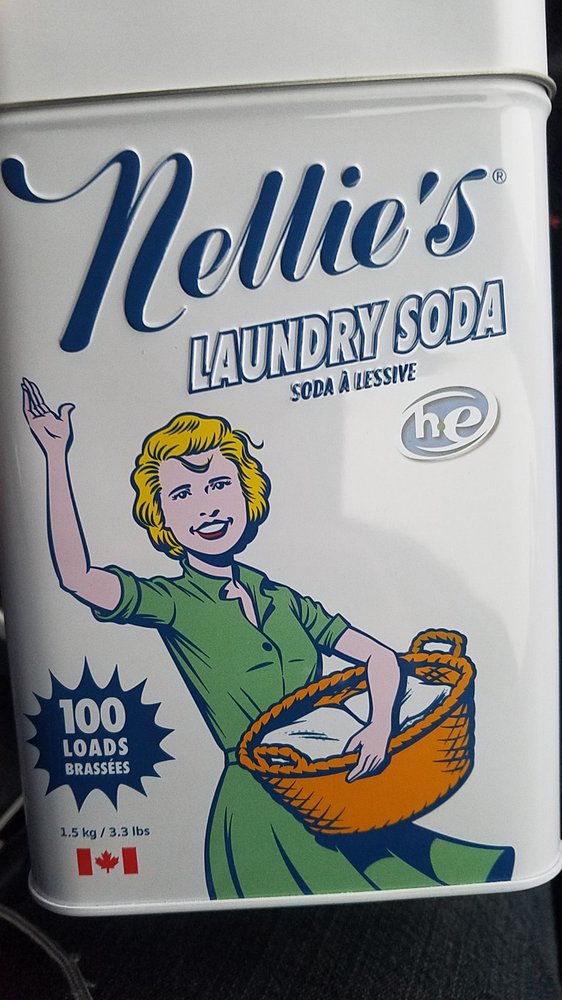 Nellie's®
LAUNDRY SODA
SODA À LESSIVE
he
100
LOADS
BRASSÉES
1.5 kg / 3.3 lbs